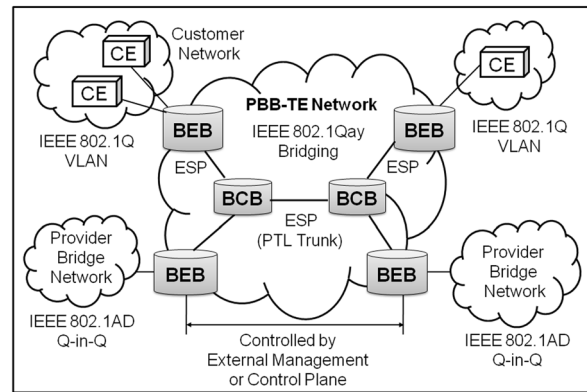 CE
Customer
Network
CE
PBB-TE Network
CE
BEB
IEEE 802.1Qay
Bridging
BEB
IEEE 802.1Q
VLAN
IEEE 802.1Q
VLAN
ESP
ESP
BCB
BCB
ESP
(PTL Trunk)
Provider
Bridge
Network
BEB
BEB
Provider
Bridge
Network
IEEE 802.1AD
Q-in-Q
Controlled by
External Management
or Control Plane
IEEE 802.1AD
Q-in-Q